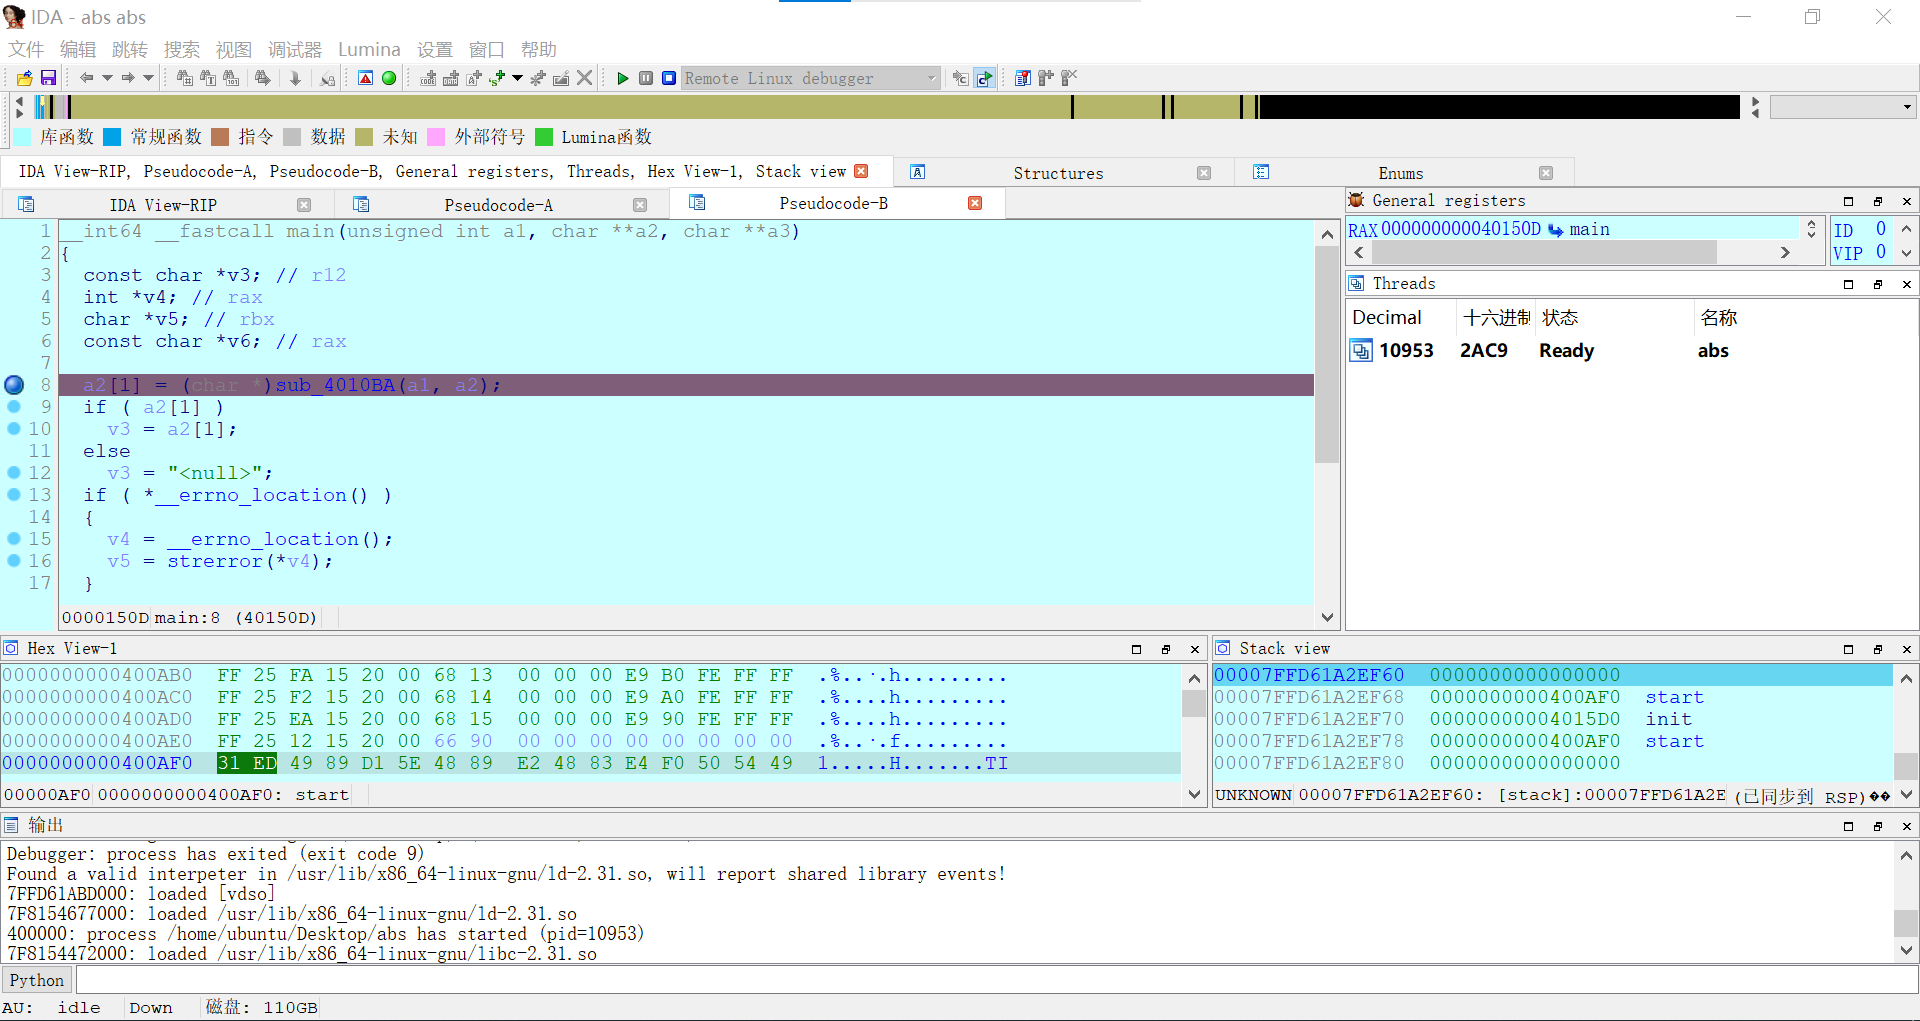 IDA - abs abs
文件 编辑 跳转 搜索 视图 调试器 Lumina 设置 窗口 帮助
Remote Linux debugger
库函数 常规函数 指令 数据 未知 外部符号 Lumina函数
IDA View-RIP, Pseudocode-A, Pseudocode-B, General registers, Threads, Hex View-1, Stack view Structures Enums
IDA View-RIP Pseudocode-A Pseudocode-B
1 __int64 __fastcall main(unsigned int a1, char **a2, char **a3)
2 {
3 const char *v3; // r12
4 int *v4; // rax
5 char *v5; // rbx
6 const char *v6; // rax
7
8 a2[1] = (char *)sub_4010BA(a1, a2);
9 if ( a2[1] )
10 v3 = a2[1];
11 else
12 v3 = "<null>";
13 if ( *__errno_location() )
14 {
15 v4 = __errno_location();
16 v5 = strerror(*v4);
17 }
0000150D main:8 (40150D)
General registers
RAX 000000000040150D main
ID 0
VIP 0
Threads
Decimal 十六进制 状态 名称
10953 2AC9 Ready abs
Hex View-1
0000000000400AB0 FF 25 FA 15 20 00 68 13 00 00 00 E9 B0 FE FF FF .%..·.h.........
0000000000400AC0 FF 25 F2 15 20 00 68 14 00 00 00 E9 A0 FE FF FF .%....h.........
0000000000400AD0 FF 25 EA 15 20 00 68 15 00 00 00 E9 90 FE FF FF .%....h.........
0000000000400AE0 FF 25 12 15 20 00 66 90 00 00 00 00 00 00 00 00 .%..·.f.........
0000000000400AF0 31 ED 49 89 D1 5E 48 89 E2 48 83 E4 F0 50 54 49 1.....H.......TI
00000AF0 0000000000400AF0: start
Stack view
00007FFD61A2EF60 0000000000000000
00007FFD61A2EF68 0000000000400AF0 start
00007FFD61A2EF70 00000000004015D0 init
00007FFD61A2EF78 0000000000400AF0 start
00007FFD61A2EF80 0000000000000000
UNKNOWN 00007FFD61A2EF60: [stack]:00007FFD61A2E (已同步到 RSP)��
输出
Debugger: process has exited (exit code 9)
Found a valid interpeter in /usr/lib/x86_64-linux-gnu/ld-2.31.so, will report shared library events!
7FFD61ABD000: loaded [vdso]
7F8154677000: loaded /usr/lib/x86_64-linux-gnu/ld-2.31.so
400000: process /home/ubuntu/Desktop/abs has started (pid=10953)
7F8154472000: loaded /usr/lib/x86_64-linux-gnu/libc-2.31.so
Python
AU: idle Down 磁盘: 110GB